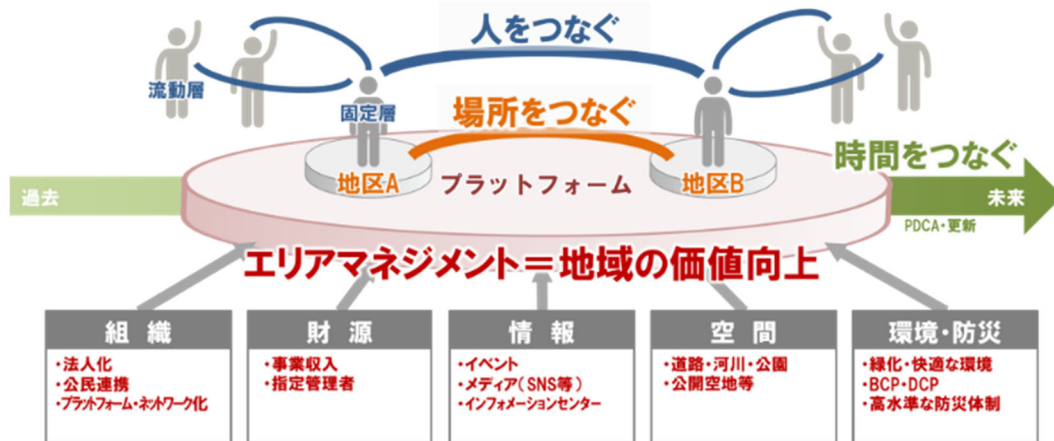 人をつなぐ
流動層
固定層
場所をつなぐ
時間をつなぐ
地区A
プラットフォーム
地区B
過去
未来
PDCA・更新
エリアマネジメント＝地域の価値向上
組織
・法人化
・公民連携
・プラットフォーム・ネットワーク化
財源
・事業収入
・指定管理者
情報
・イベント
・メディア（SNS等）
・インフォメーションセンター
空間
・道路・河川・公園
・公開空地等
環境・防災
・緑化・快適な環境
・BCP・DCP
・高水準な防災体制